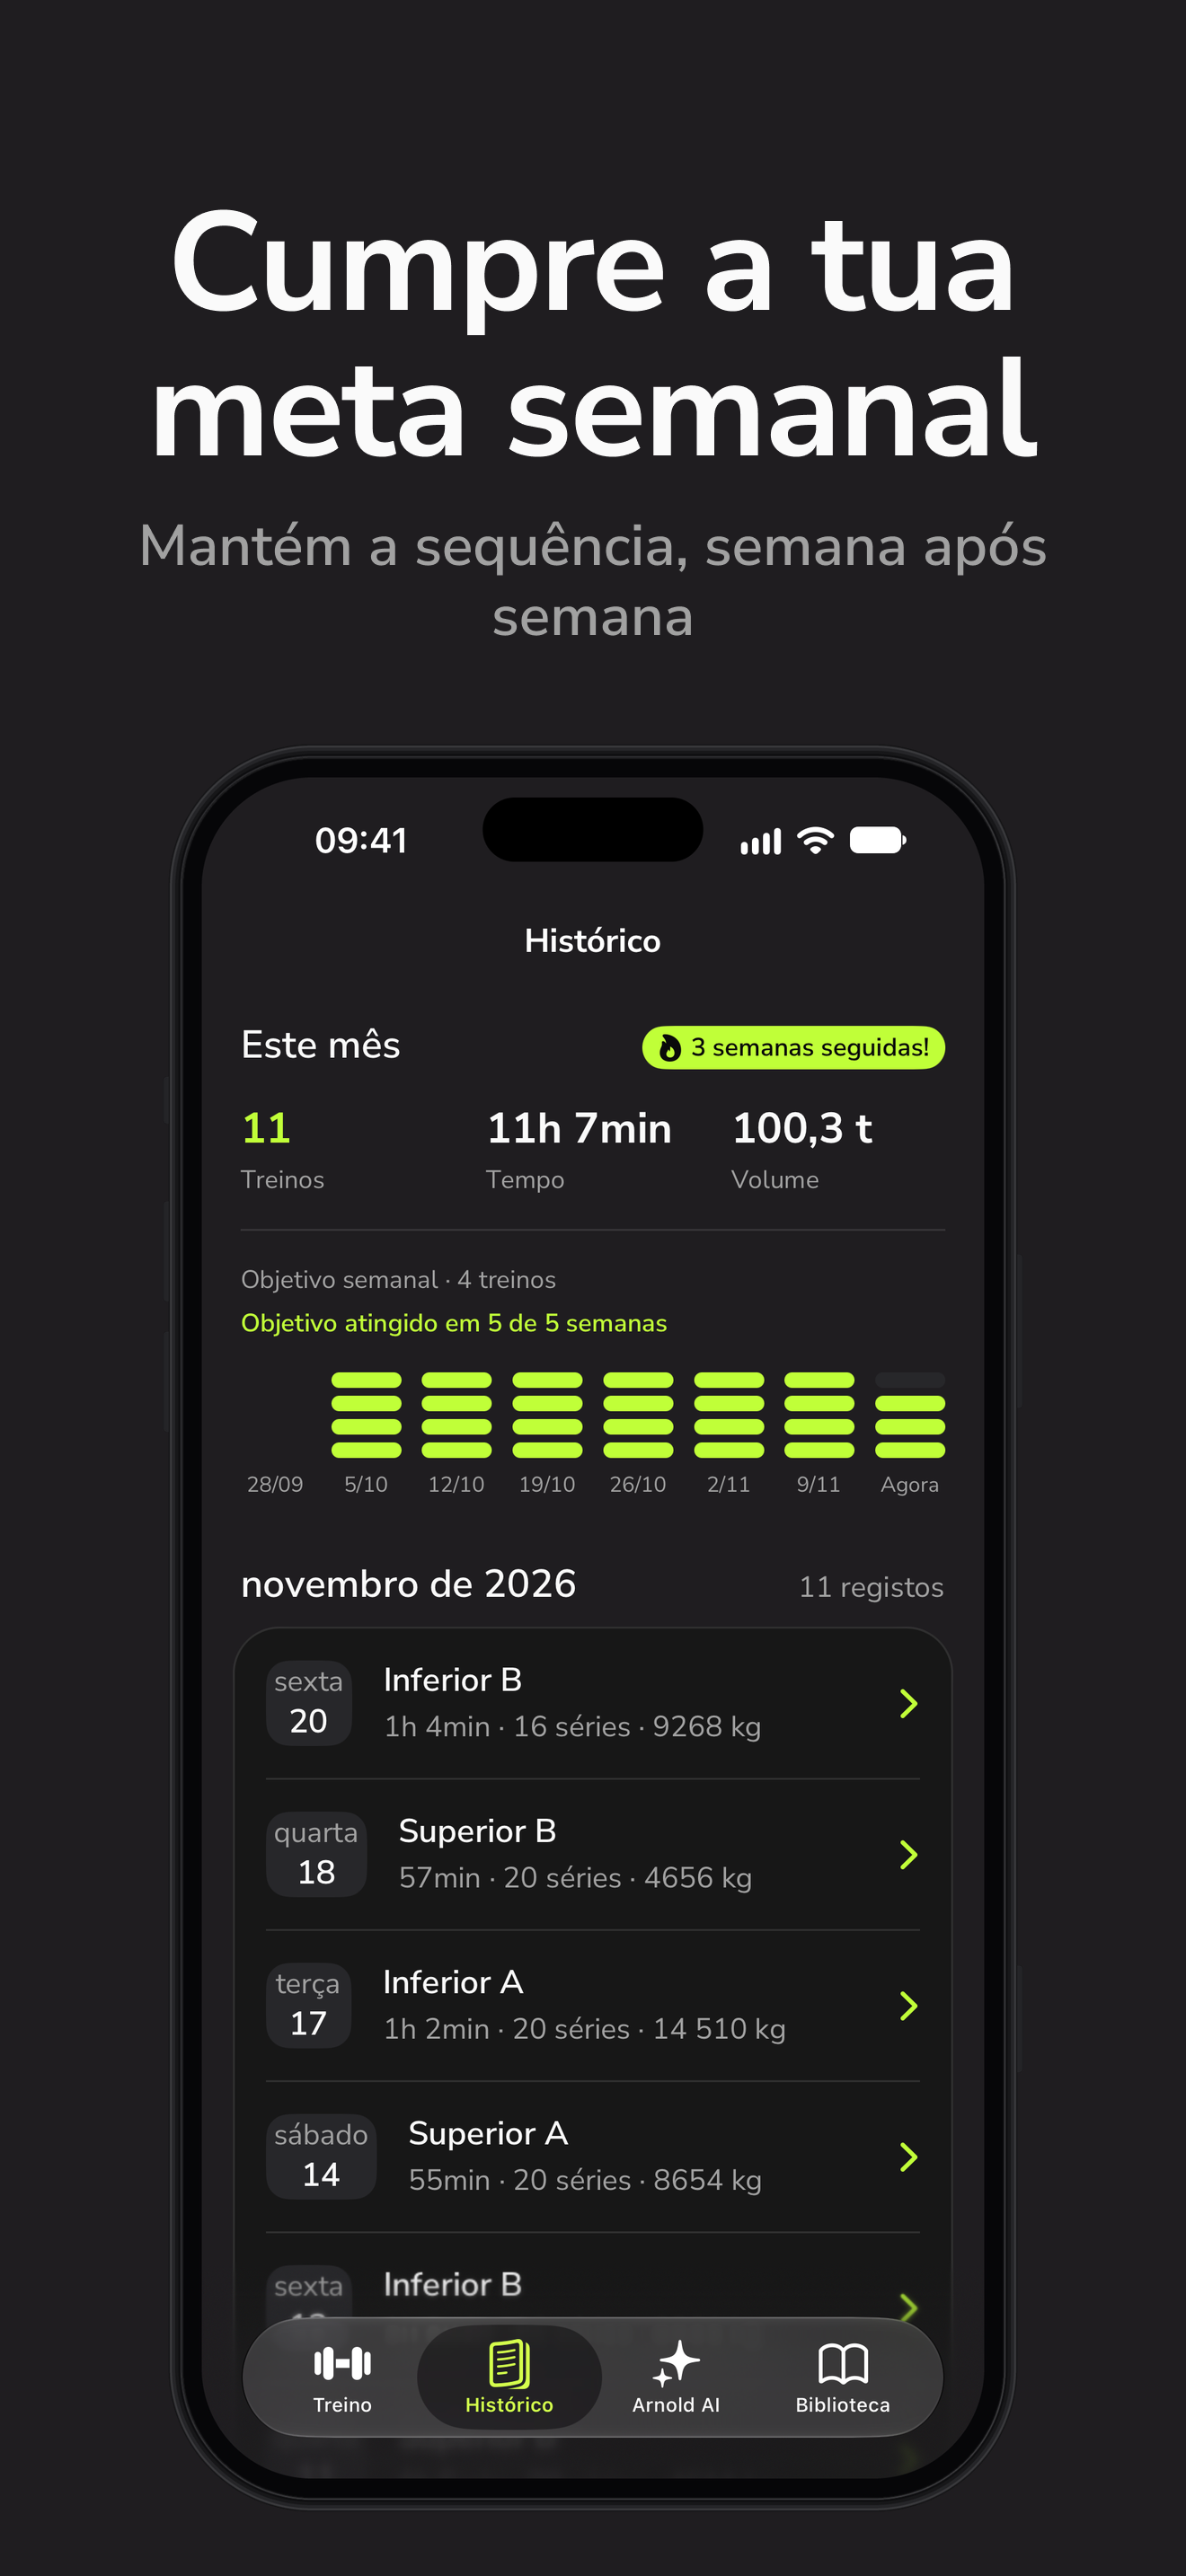 Cumpre a tua
meta semanal
Mantém a sequência, semana após
semana
09:41
Histórico
Este mês
3 semanas seguidas!
11
11h 7min
100,3 t
Treinos
Tempo
Volume
Objetivo semanal · 4 treinos
Objetivo atingido em 5 de 5 semanas
28/09
5/10
12/10
19/10
26/10
2/11
9/11
Agora
novembro de 2026
11 registos
sexta
20
Inferior B
1h 4min · 16 séries · 9268 kg
quarta
18
Superior B
57min · 20 séries · 4656 kg
terça
17
Inferior A
1h 2min · 20 séries · 14 510 kg
sábado
14
Superior A
55min · 20 séries · 8654 kg
sexta
Inferior B
Treino
Histórico
Arnold AI
Biblioteca